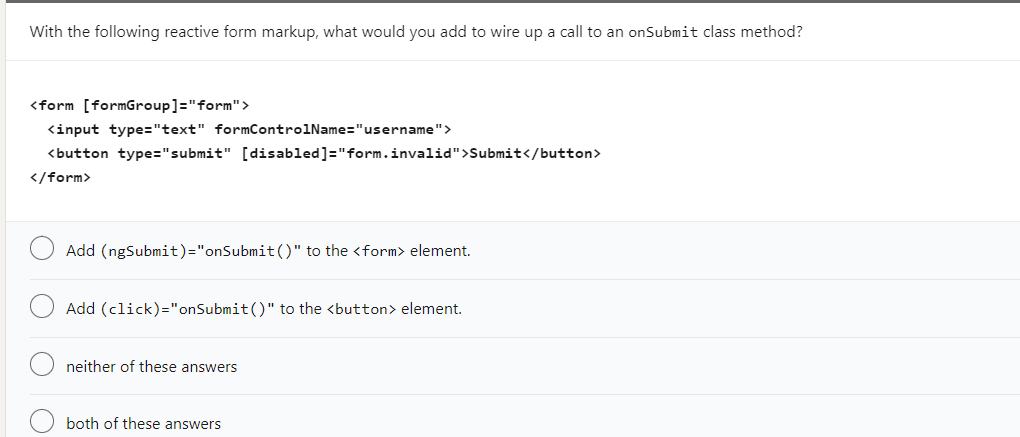 With the following reactive form markup, what would you add to wire up a call to an onSubmit class method?
<form [formGroup]="form">
  <input type="text" formControlName="username">
  <button type="submit" [disabled]="form.invalid">Submit</button>
</form>
Add (ngSubmit)="onSubmit()" to the <form> element.
Add (click)="onSubmit()" to the <button> element.
neither of these answers
both of these answers